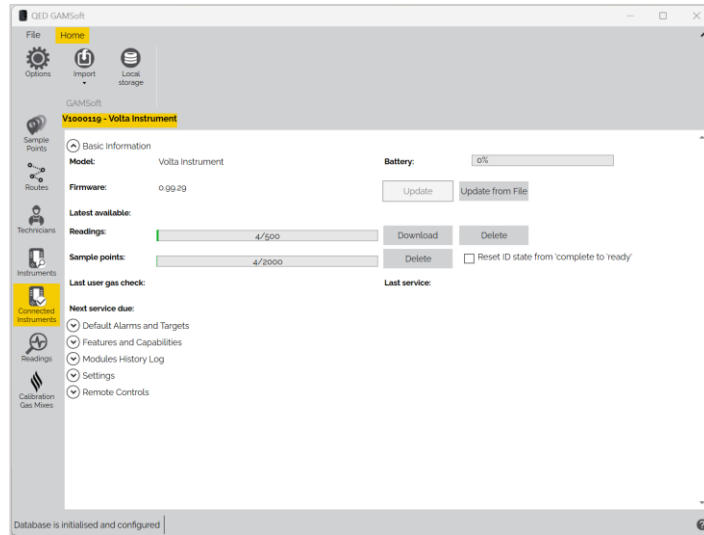 QED GAMSoft
File Home
Options Import Local storage
GAMSoft
V1000119 - Volta Instrument
Sample Points
Routes
Technicians
Instruments
Connected Instruments
Readings
Calibration Gas Mixes
Basic Information
Model: Volta Instrument Battery: 0%
Firmware: 0.99.29 Update Update from File
Latest available:
Readings: 4/500 Download Delete
Sample points: 4/2000 Delete Reset ID state from 'complete to 'ready'
Last user gas check: Last service:
Next service due:
Default Alarms and Targets
Features and Capabilities
Modules History Log
Settings
Remote Controls
Database is initialised and configured